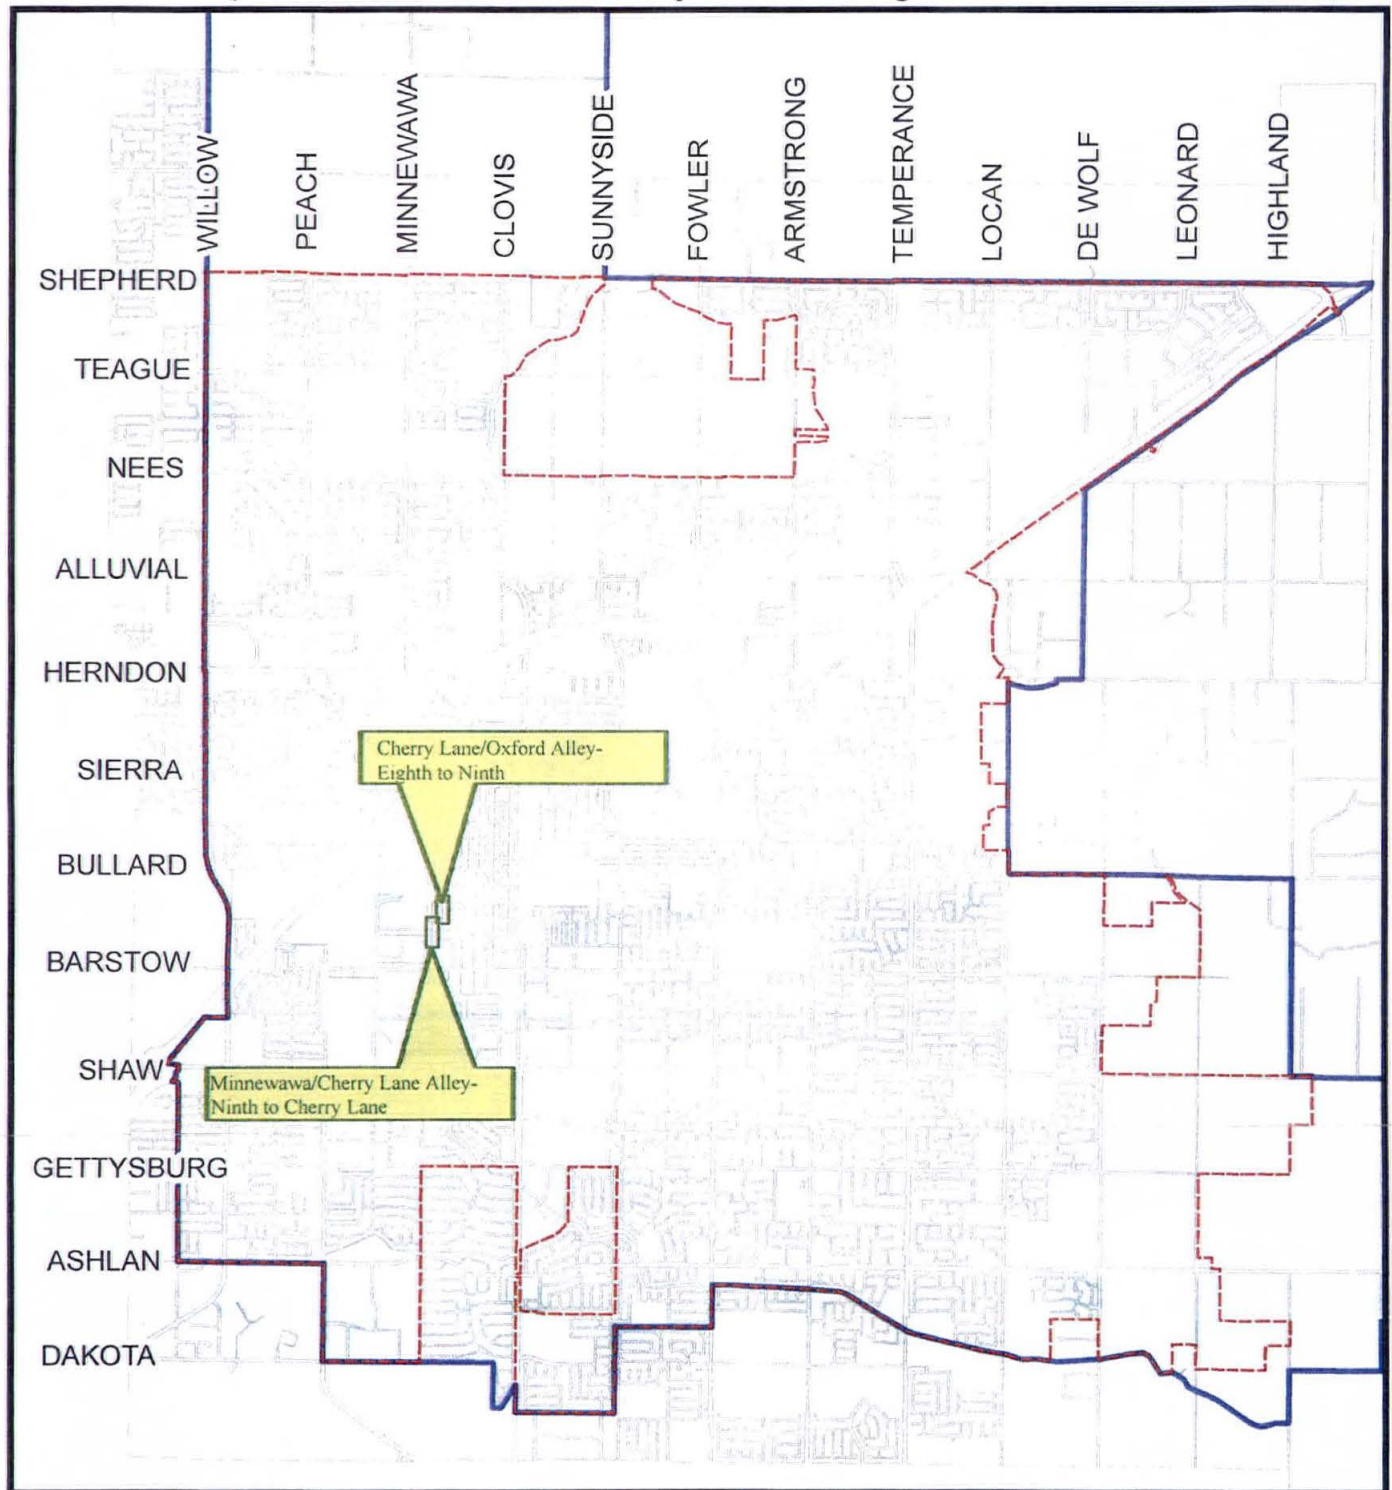 WILLOW
PEACH
MINNEWAWA
CLOVIS
SUNNYSIDE
FOWLER
ARMSTRONG
TEMPERANCE
LOCAN
DE WOLF
LEONARD
HIGHLAND
SHEPHERD
TEAGUE
NEES
ALLUVIAL
HERNDON
SIERRA
BULLARD
BARSTOW
SHAW
GETTYSBURG
ASHLAN
DAKOTA
Cherry Lane/Oxford Alley-
Eighth to Ninth
Minnewawa/Cherry Lane Alley-
Ninth to Cherry Lane